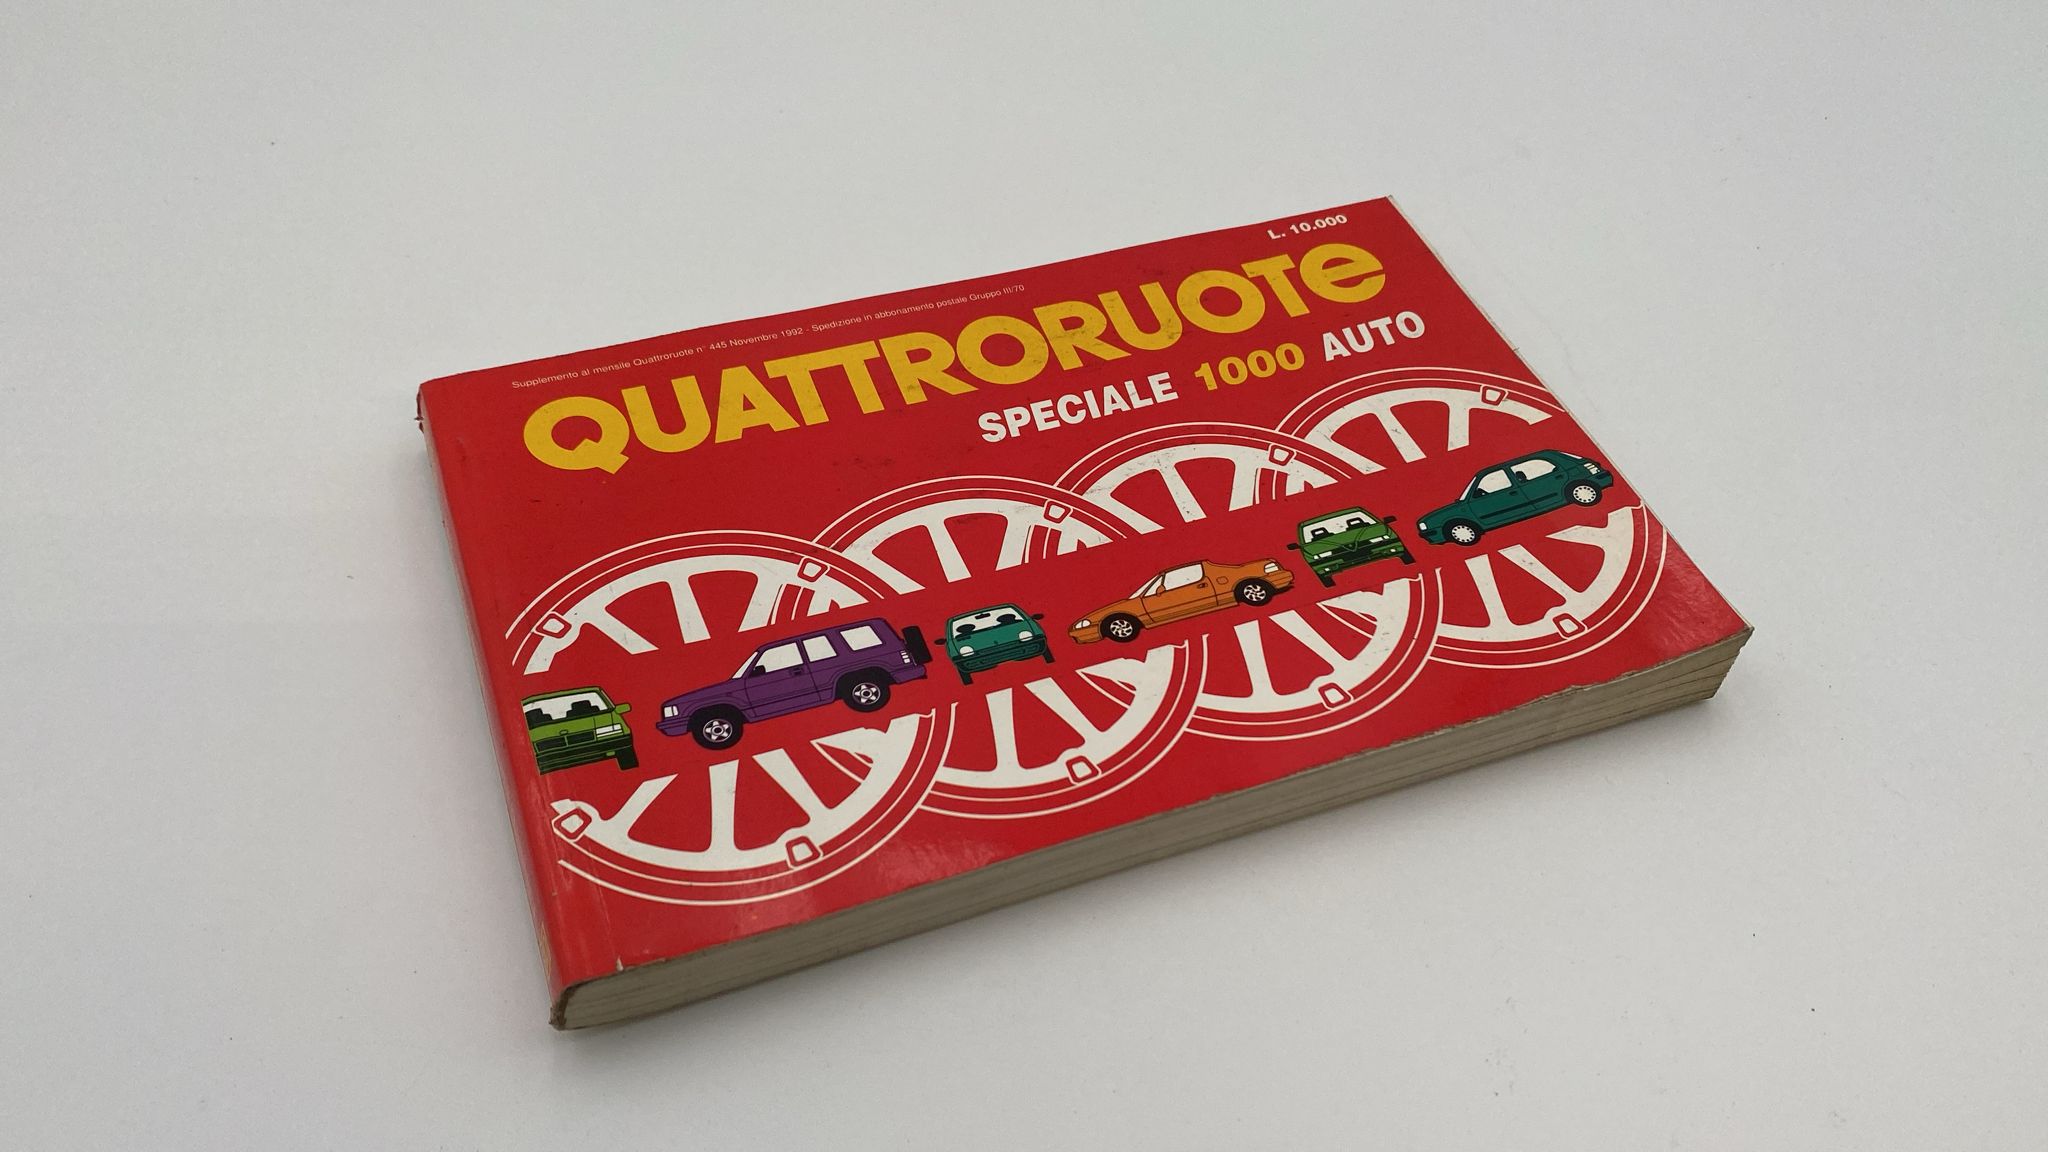 L. 10.000
Supplemento al mensile Quattroruote n° 445 Novembre 1992 - Spedizione in abbonamento postale Gruppo III/70
QUATTRORUOTe
SPECIALE 1000 AUTO